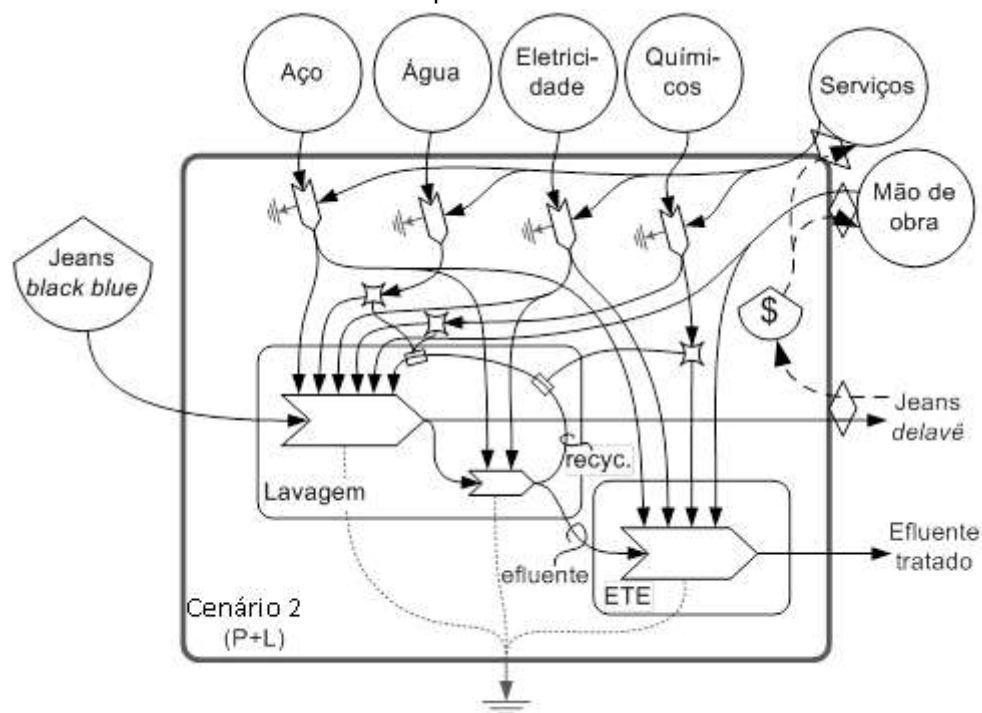 Aço
Água
Eletrici-
dade
Quími-
cos
Serviços
Mão de
obra
Jeans
black blue
$
Jeans
delavê
recyc.
Lavagem
efluente
ETE
Efluente
tratado
Cenário 2
(P+L)